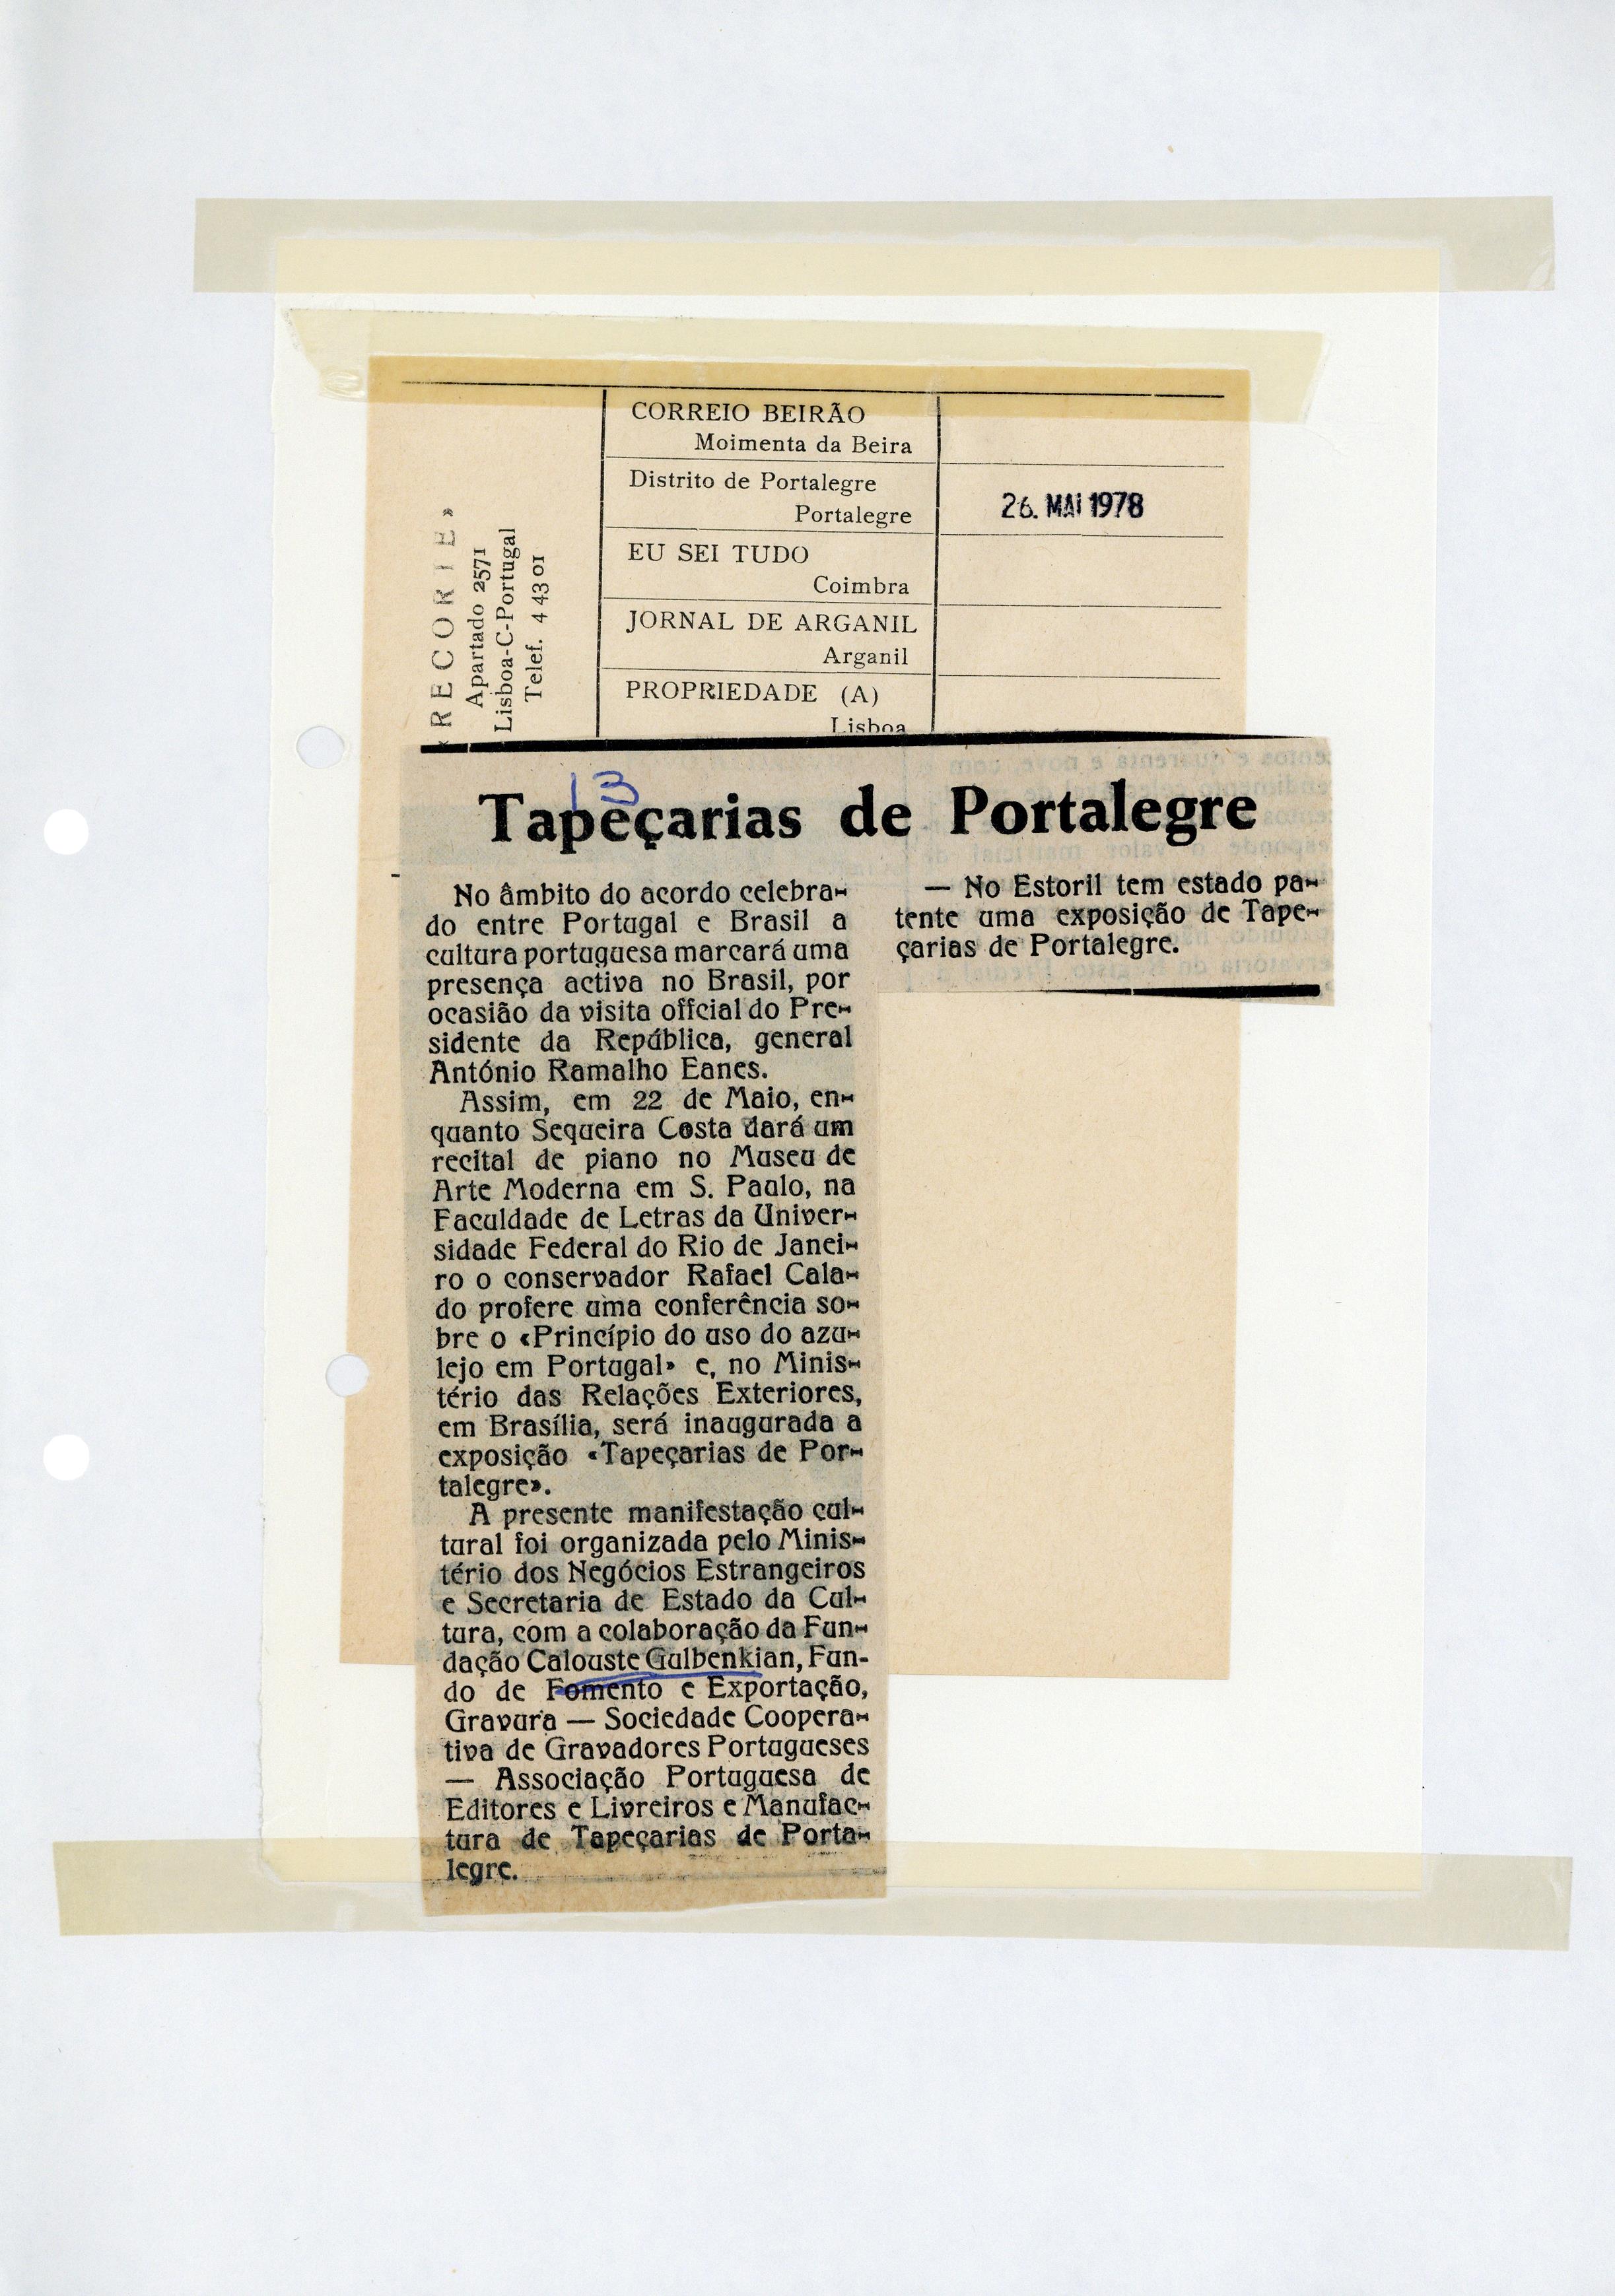 «RECORTE»
Apartado 2571
Lisboa-C-Portugal
Telef. 4 43 01
CORREIO BEIRÃO
Moimenta da Beira
Distrito de Portalegre
Portalegre
26. MAI 1978
EU SEI TUDO
Coimbra
JORNAL DE ARGANIL
Arganil
PROPRIEDADE (A)
Lisboa
13
Tapeçarias de Portalegre
No âmbito do acordo celebra-
do entre Portugal e Brasil a
cultura portuguesa marcará uma
presença activa no Brasil, por
ocasião da visita offcial do Pre-
sidente da República, general
António Ramalho Eanes.
Assim, em 22 de Maio, en-
quanto Sequeira Costa dará um
recital de piano no Museu de
Arte Moderna em S. Paulo, na
Faculdade de Letras da Univer-
sidade Federal do Rio de Janei-
ro o conservador Rafael Cala-
do profere uma conferência so-
bre o «Princípio do uso do azu-
lejo em Portugal» e, no Minis-
tério das Relações Exteriores,
em Brasília, será inaugurada a
exposição «Tapeçarias de Por-
talegre».
A presente manifestação cul-
tural foi organizada pelo Minis-
tério dos Negócios Estrangeiros
e Secretaria de Estado da Cul-
tura, com a colaboração da Fun-
dação Calouste Gulbenkian, Fun-
do de Fomento e Exportação,
Gravura — Sociedade Coopera-
tiva de Gravadores Portugueses
— Associação Portuguesa de
Editores e Livreiros e Manufac-
tura de Tapeçarias de Porta-
legre.
— No Estoril tem estado pa-
tente uma exposição de Tape-
çarias de Portalegre.